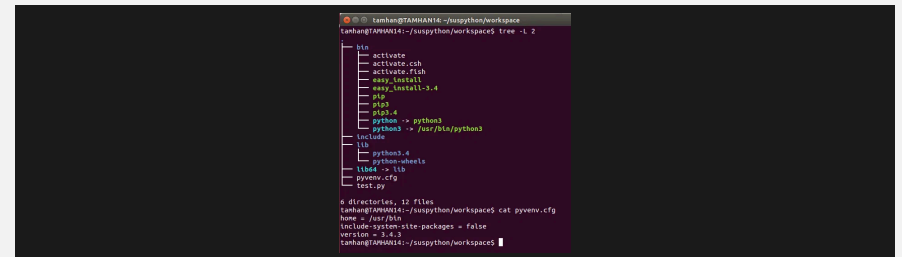 tamhan@TAMHAN14: ~/suspython/workspace
tamhan@TAMHAN14:~/suspython/workspace$ tree -L 2
.
├── bin
│   ├── activate
│   ├── activate.csh
│   ├── activate.fish
│   ├── easy_install
│   ├── easy_install-3.4
│   ├── pip
│   ├── pip3
│   ├── pip3.4
│   ├── python -> python3
│   └── python3 -> /usr/bin/python3
├── include
├── lib
│   ├── python3.4
│   └── python-wheels
├── lib64 -> lib
├── pyvenv.cfg
└── test.py
6 directories, 12 files
tamhan@TAMHAN14:~/suspython/workspace$ cat pyvenv.cfg
home = /usr/bin
include-system-site-packages = false
version = 3.4.3
tamhan@TAMHAN14:~/suspython/workspace$